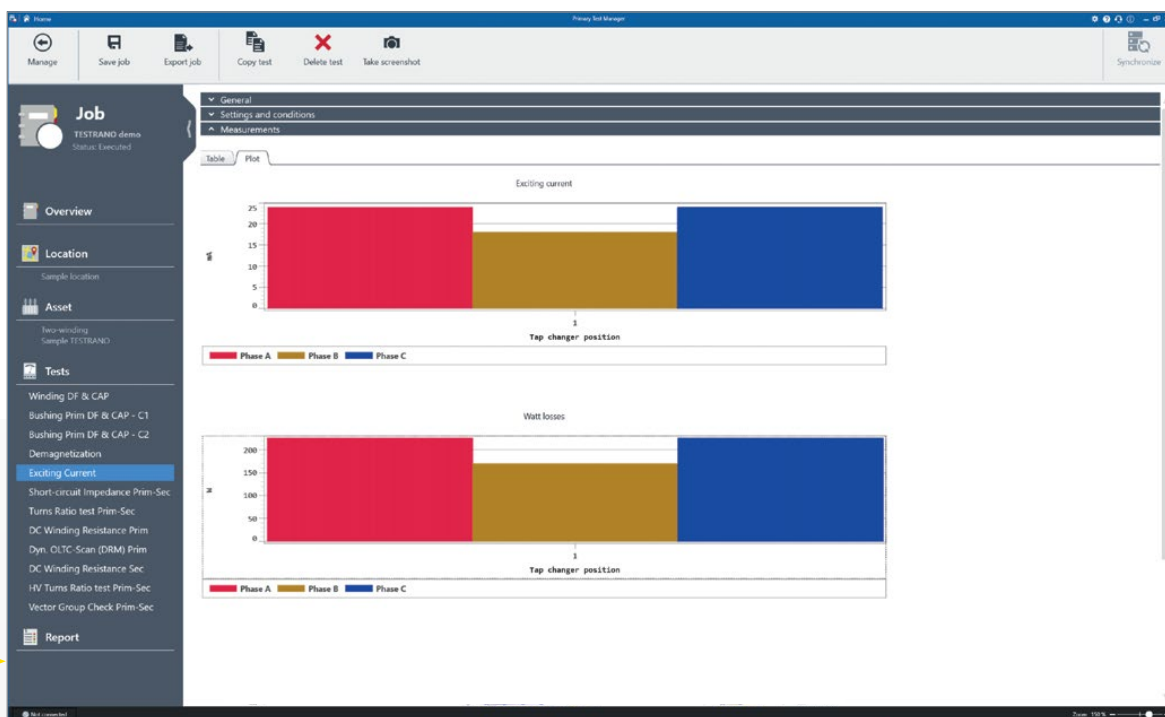 Home
Primary Test Manager
Manage
Save job
Export job
Copy test
Delete test
Take screenshot
Synchronize
Job
TESTRANO demo
Status: Executed
Overview
Location
Sample location
Asset
Two-winding
Sample TESTRANO
Tests
Winding DF & CAP
Bushing Prim DF & CAP - C1
Bushing Prim DF & CAP - C2
Demagnetization
Exciting Current
Short-circuit Impedance Prim-Sec
Turns Ratio test Prim-Sec
DC Winding Resistance Prim
Dyn. OLTC-Scan (DRM) Prim
DC Winding Resistance Sec
HV Turns Ratio test Prim-Sec
Vector Group Check Prim-Sec
Report
General
Settings and conditions
Measurements
Table
Plot
Exciting current
mA
25
20
15
10
5
0
1
Tap changer position
Phase A Phase B Phase C
Watt losses
W
200
150
100
50
0
1
Tap changer position
Phase A Phase B Phase C
Not connected
Zoom 150 %